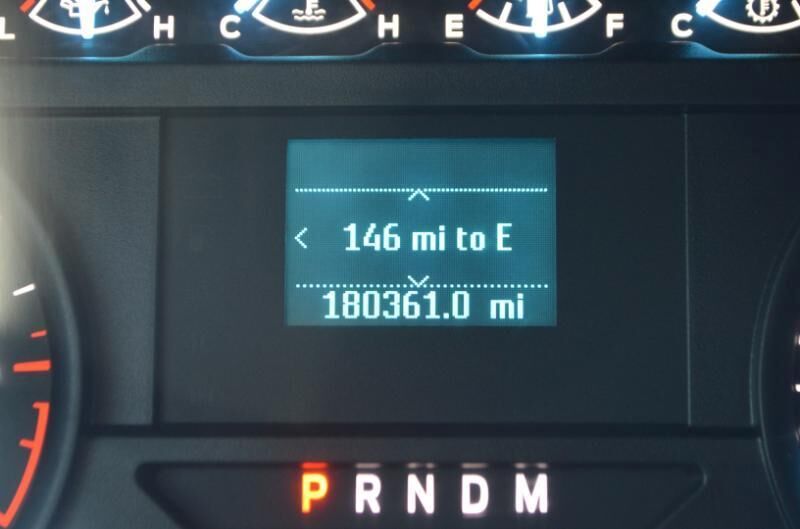 L H C H E F C
< 146 mi to E
180361.0 mi
P R N D M